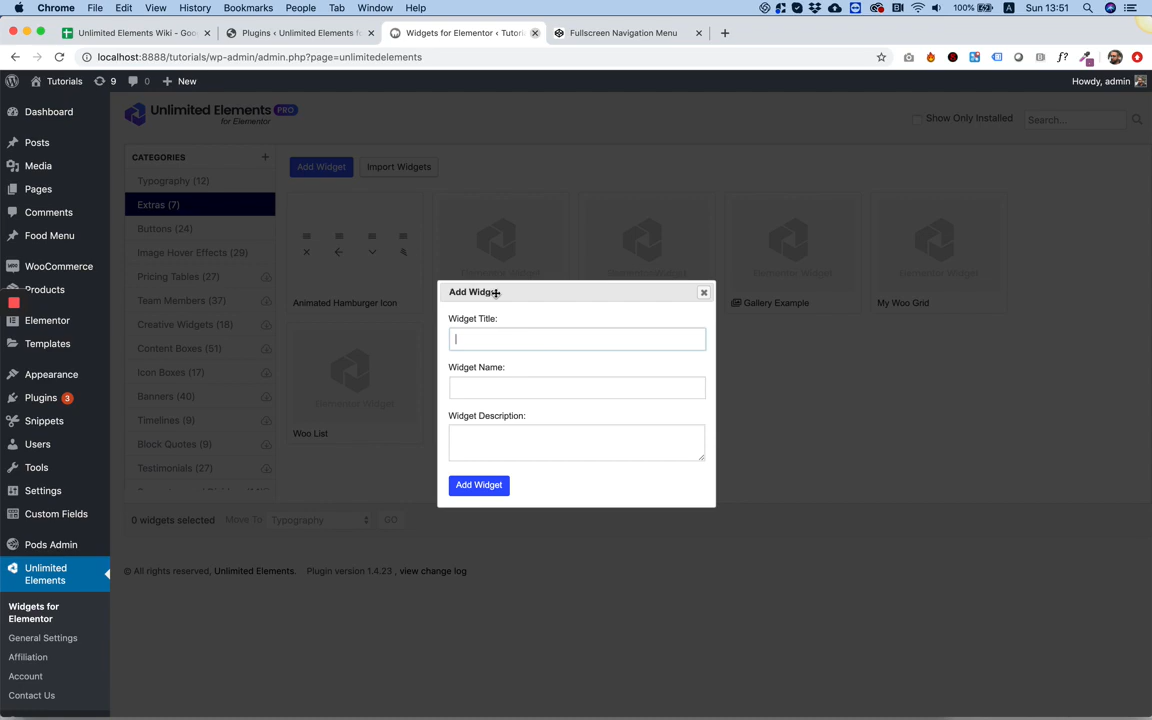 Chrome File Edit View History Bookmarks People Tab Window Help 100% Sun 13:51
Unlimited Elements Wiki - Goo
Plugins ‹ Unlimited Elements f
Widgets for Elementor ‹ Tutori
Fullscreen Navigation Menu
localhost:8888/tutorials/wp-admin/admin.php?page=unlimitedelements
Tutorials 9 0 + New Howdy, admin
Dashboard
Posts
Media
Pages
Comments
Food Menu
WooCommerce
Products
Elementor
Templates
Appearance
Plugins 3
Snippets
Users
Tools
Settings
Custom Fields
Pods Admin
Unlimited
Elements
Widgets for
Elementor
General Settings
Affiliation
Account
Contact Us
Unlimited Elements PRO
for Elementor
Show Only Installed
Search...
CATEGORIES +
Typography (12)
Extras (7)
Buttons (24)
Image Hover Effects (29)
Pricing Tables (27)
Team Members (37)
Creative Widgets (18)
Content Boxes (51)
Icon Boxes (17)
Banners (40)
Timelines (9)
Block Quotes (9)
Testimonials (27)
Add Widget Import Widgets
Animated Hamburger Icon
Elementor Widget
Gallery Example
Elementor Widget
My Woo Grid
Elementor Widget
Woo List
Add Widget
Widget Title:
Widget Name:
Widget Description:
Add Widget
0 widgets selected Move To Typography GO
© All rights reserved, Unlimited Elements. Plugin version 1.4.23 , view change log